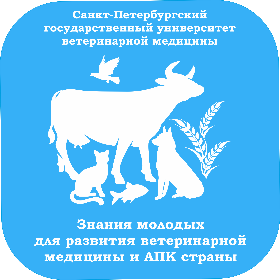 Санкт-Петербургский
государственный университет
ветеринарной медицины
Знания молодых
для развития ветеринарной
медицины и АПК страны